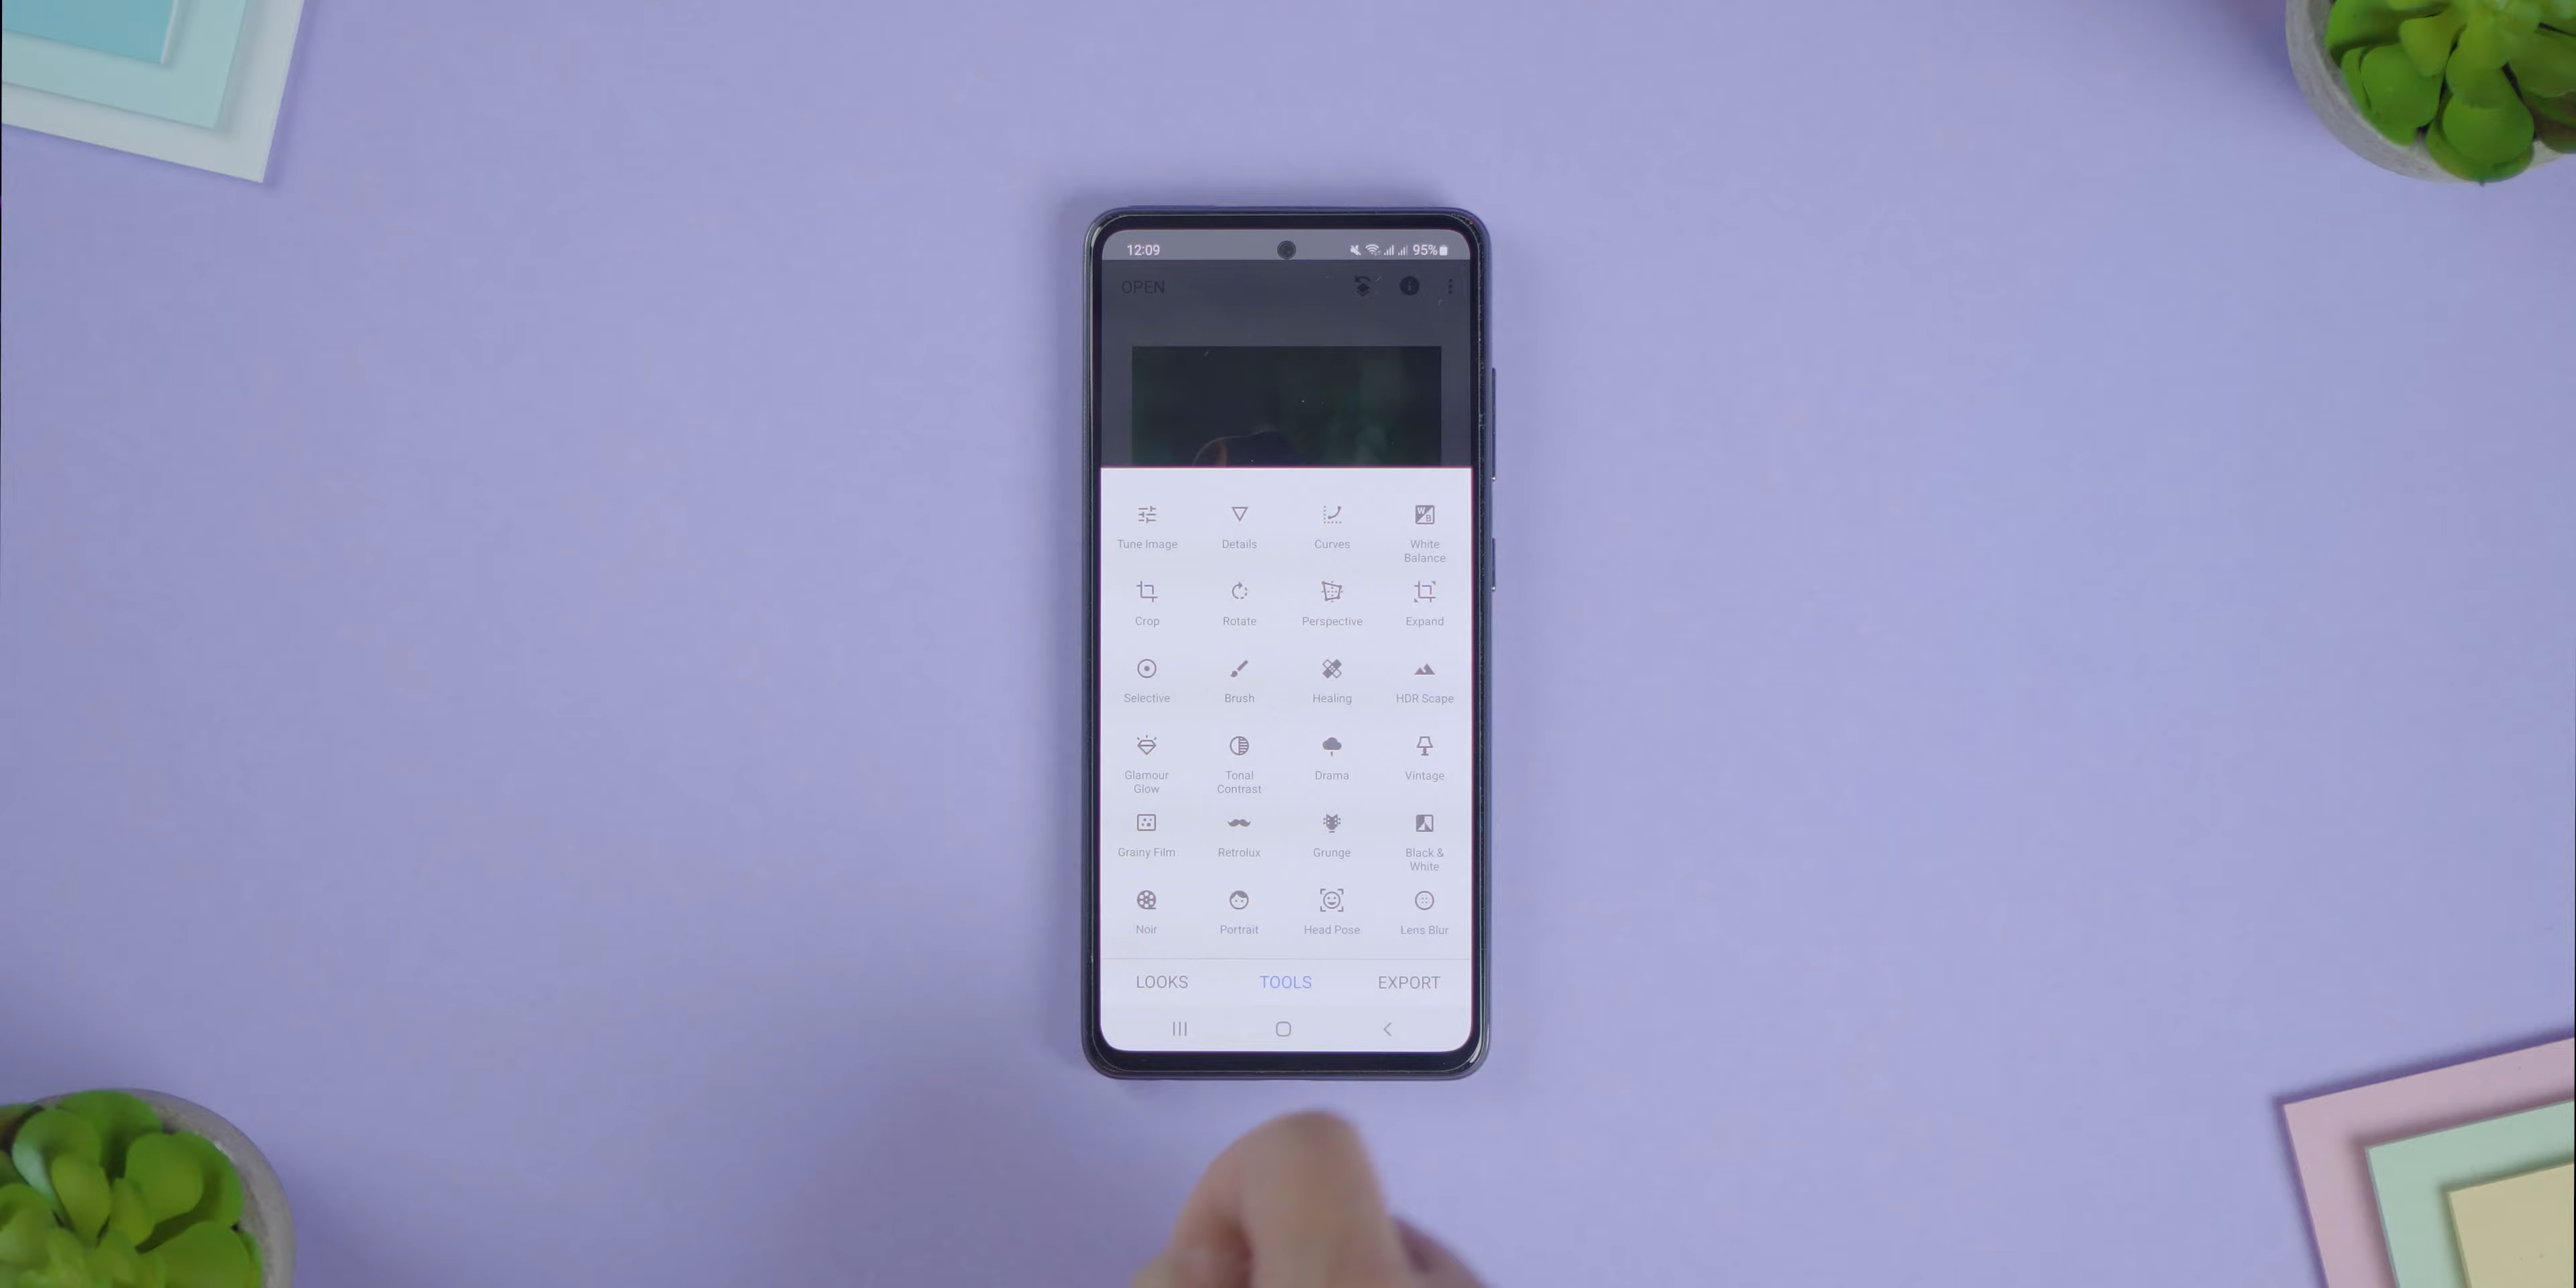 12:09
95%
OPEN
Tune Image
Details
Curves
White
Balance
Crop
Rotate
Perspective
Expand
Selective
Brush
Healing
HDR Scape
Glamour
Glow
Tonal
Contrast
Drama
Vintage
Grainy Film
Retrolux
Grunge
Black &
White
Noir
Portrait
Head Pose
Lens Blur
LOOKS
TOOLS
EXPORT